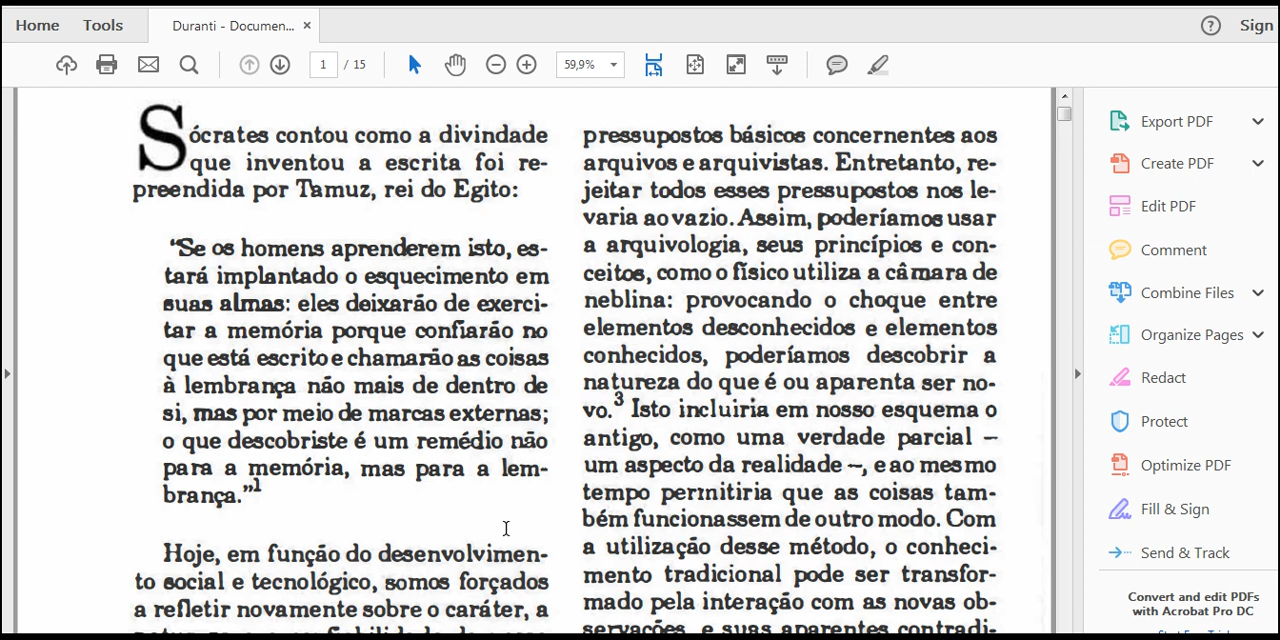 Home Tools Duranti - Documen... × Sign
1 / 15 59,9%
Sócrates contou como a divindade
que inventou a escrita foi re-
preendida por Tamuz, rei do Egito:
“Se os homens aprenderem isto, es-
tará implantado o esquecimento em
suas almas: eles deixarão de exerci-
tar a memória porque confiarão no
que está escrito e chamarão as coisas
à lembrança não mais de dentro de
si, mas por meio de marcas externas;
o que descobriste é um remédio não
para a memória, mas para a lem-
brança.”1
Hoje, em função do desenvolvimen-
to social e tecnológico, somos forçados
a refletir novamente sobre o caráter, a
pressupostos básicos concernentes aos
arquivos e arquivistas. Entretanto, re-
jeitar todos esses pressupostos nos le-
varia ao vazio. Assim, poderíamos usar
a arquivologia, seus princípios e con-
ceitos, como o físico utiliza a câmara de
neblina: provocando o choque entre
elementos desconhecidos e elementos
conhecidos, poderíamos descobrir a
natureza do que é ou aparenta ser no-
vo.3 Isto incluiria em nosso esquema o
antigo, como uma verdade parcial –
um aspecto da realidade –, e ao mesmo
tempo permitiria que as coisas tam-
bém funcionassem de outro modo. Com
a utilização desse método, o conheci-
mento tradicional pode ser transfor-
mado pela interação com as novas ob-
servações, e suas aparentes contradi-
Export PDF
Create PDF
Edit PDF
Comment
Combine Files
Organize Pages
Redact
Protect
Optimize PDF
Fill & Sign
Send & Track
Convert and edit PDFs
with Acrobat Pro DC